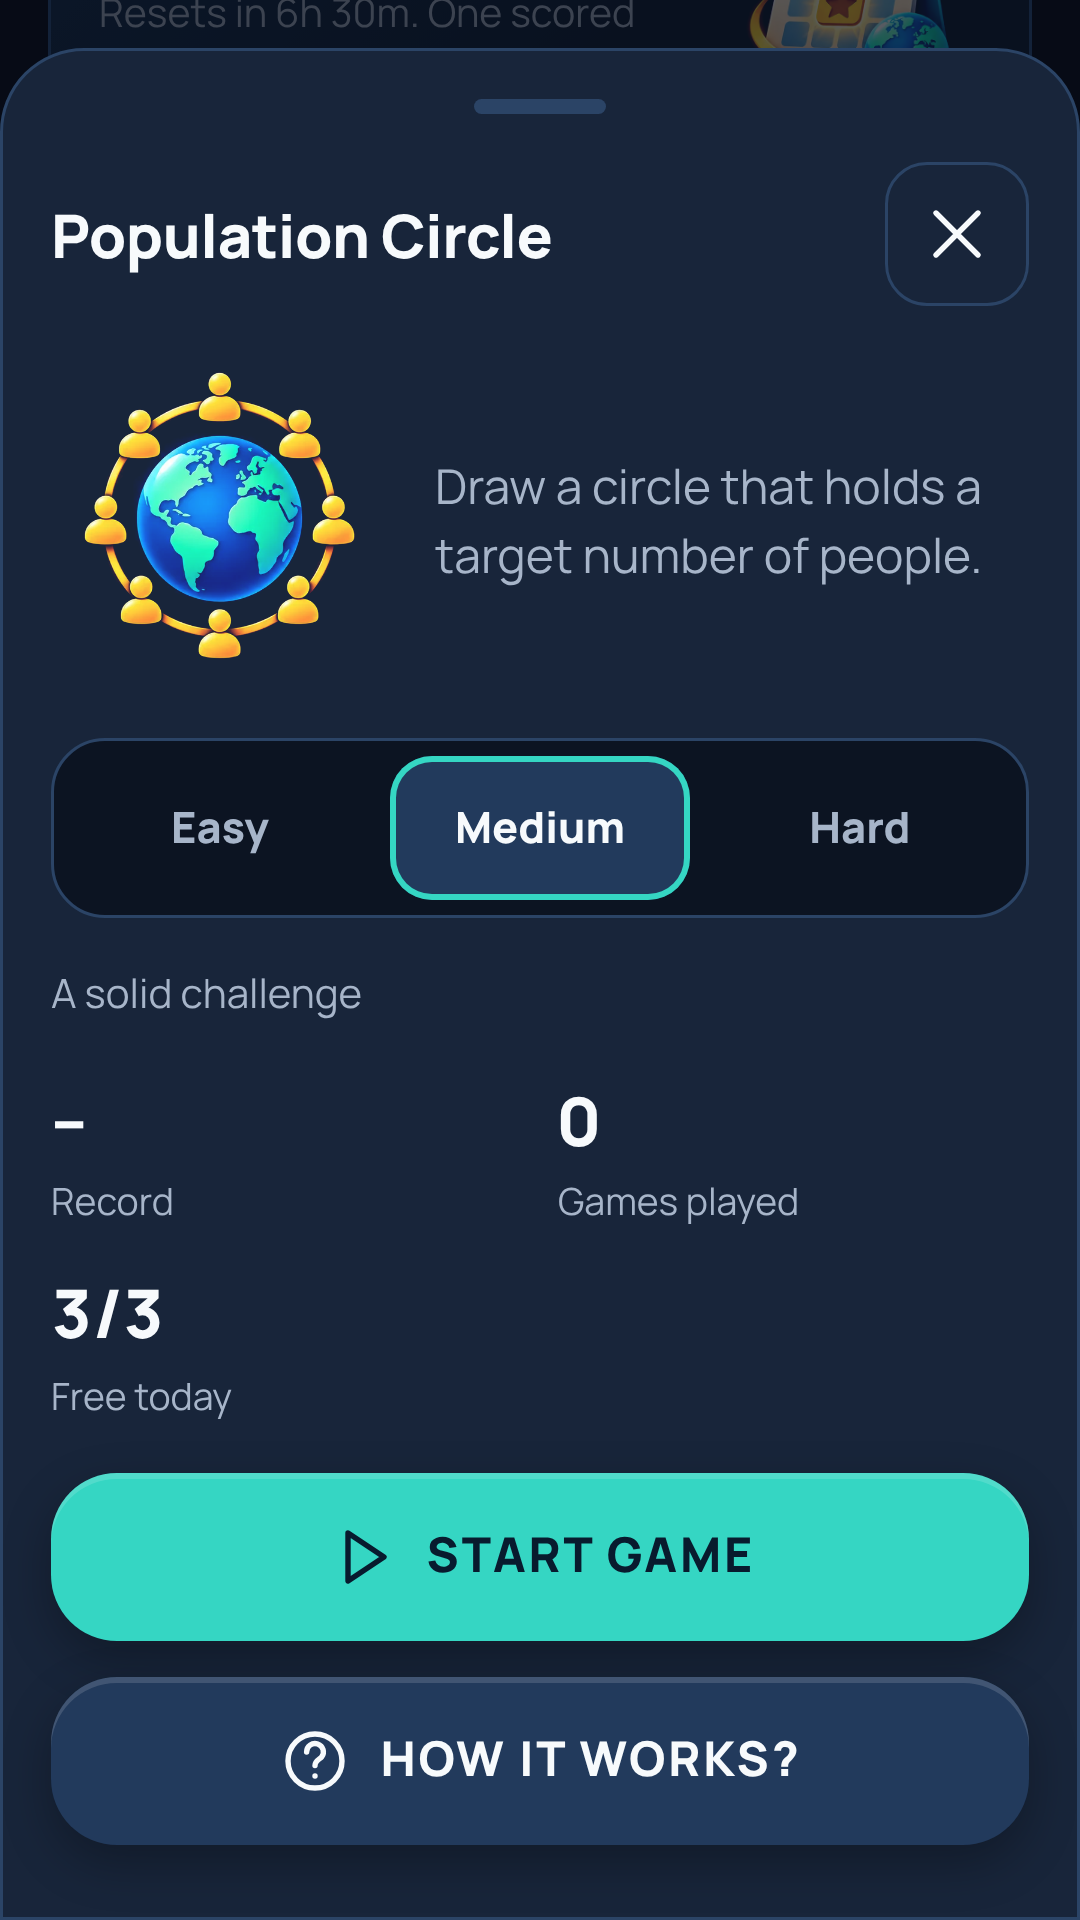 Resets in 6h 30m. One scored
Population Circle
Draw a circle that holds a
target number of people.
Easy
Medium
Hard
A solid challenge
–
0
Record
Games played
3/3
Free today
START GAME
HOW IT WORKS?